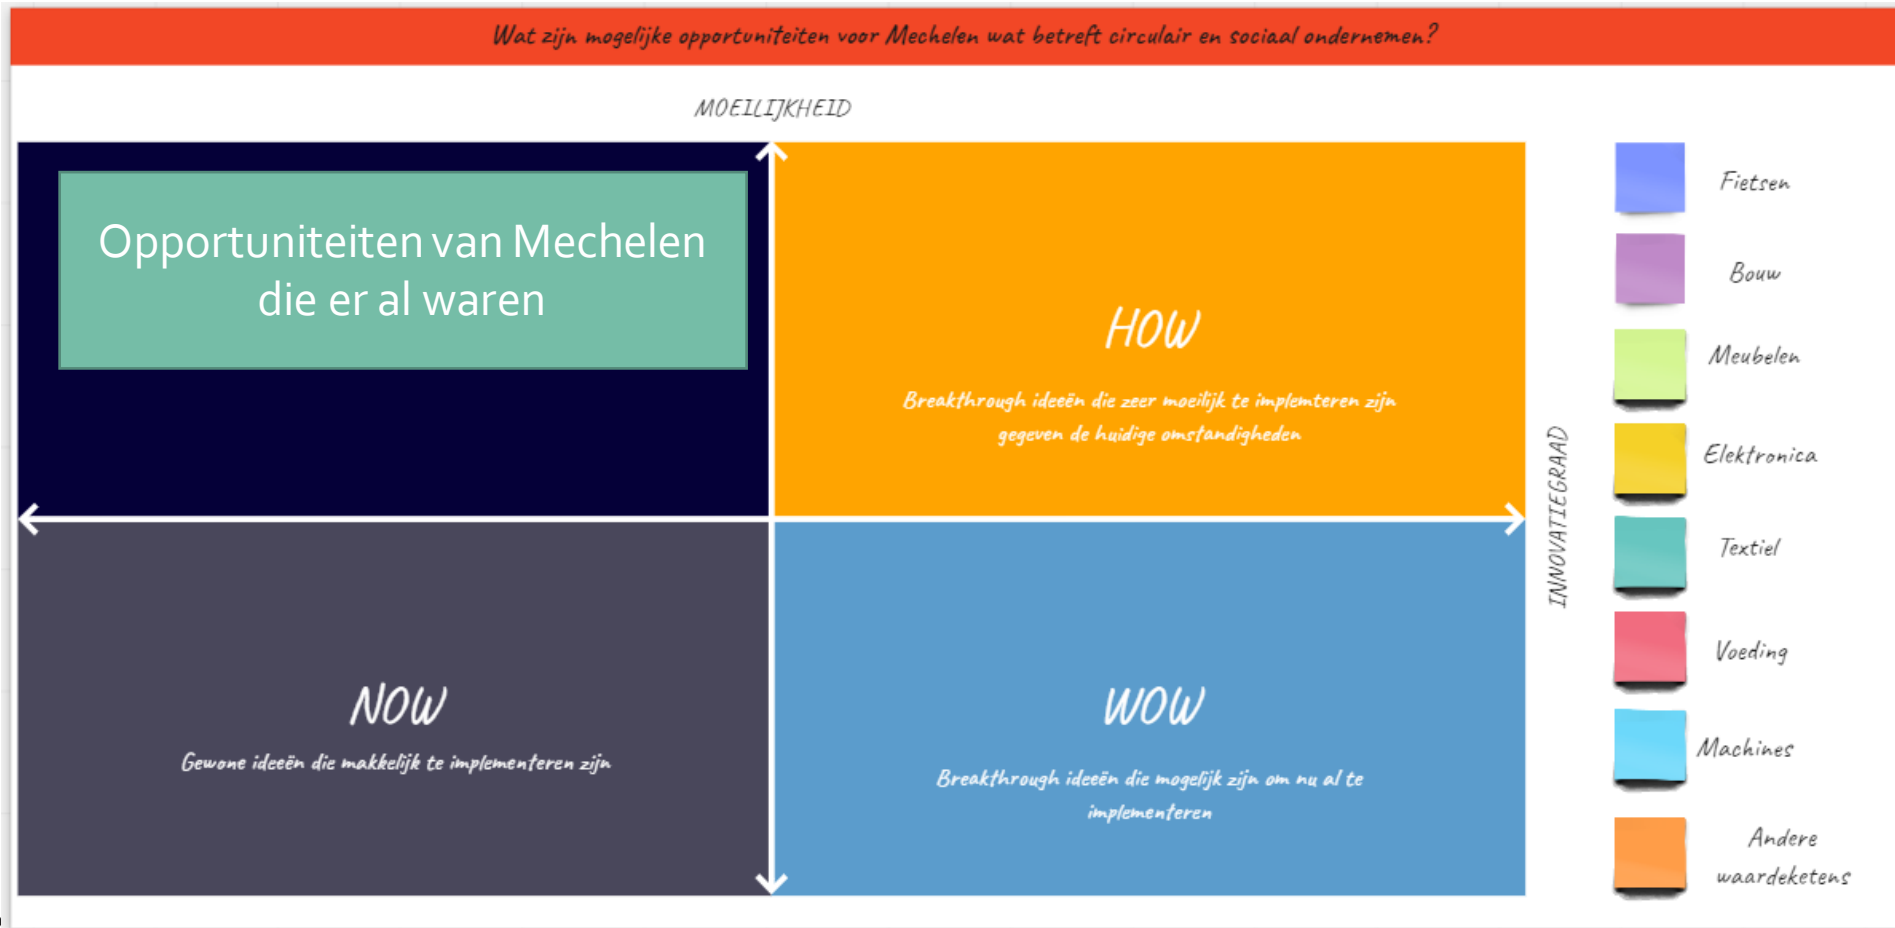 Wat zijn mogelijke opportuniteiten voor Mechelen wat betreft circulair en sociaal ondernemen?
MOEILIJKHEID
Opportuniteiten van Mechelen
die er al waren
HOW
Breakthrough ideeën die zeer moeilijk te implemteren zijn
gegeven de huidige omstandigheden
NOW
Gewone ideeën die makkelijk te implementeren zijn
WOW
Breakthrough ideeën die mogelijk zijn om nu al te
implementeren
INNOVATIEGRAAD
Fietsen
Bouw
Meubelen
Elektronica
Textiel
Voeding
Machines
Andere
waardeketens